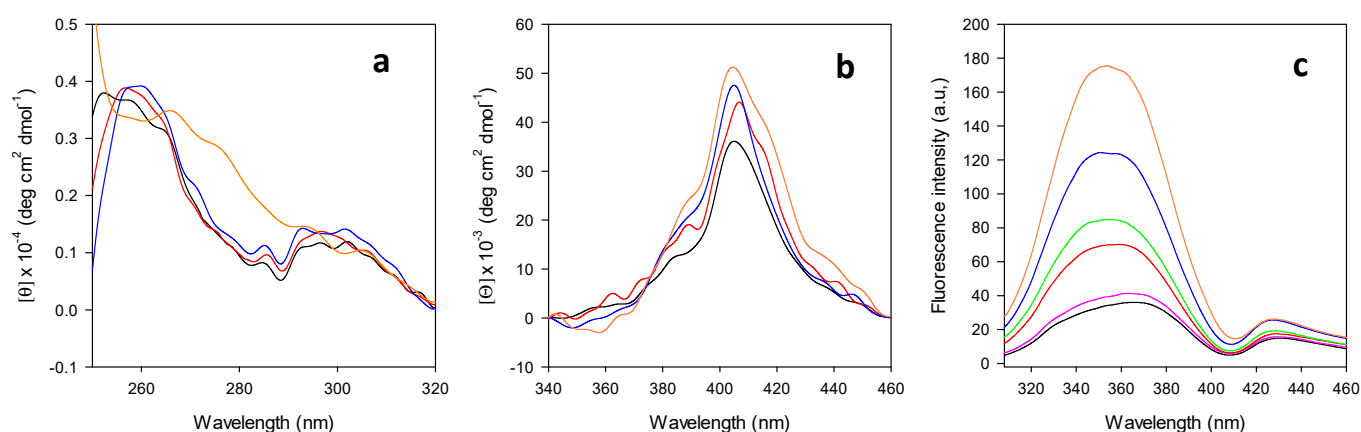 a
[θ] x 10⁻⁴ (deg cm² dmol⁻¹)
0.5
0.4
0.3
0.2
0.1
0.0
-0.1
260 280 300 320
Wavelength (nm)
b
[Θ] x 10⁻³ (deg cm² dmol⁻¹)
60
50
40
30
20
10
0
-10
340 360 380 400 420 440 460
Wavelength (nm)
c
Fluorescence intensity (a.u,)
200
180
160
140
120
100
80
60
40
20
0
320 340 360 380 400 420 440 460
Wavelength (nm)